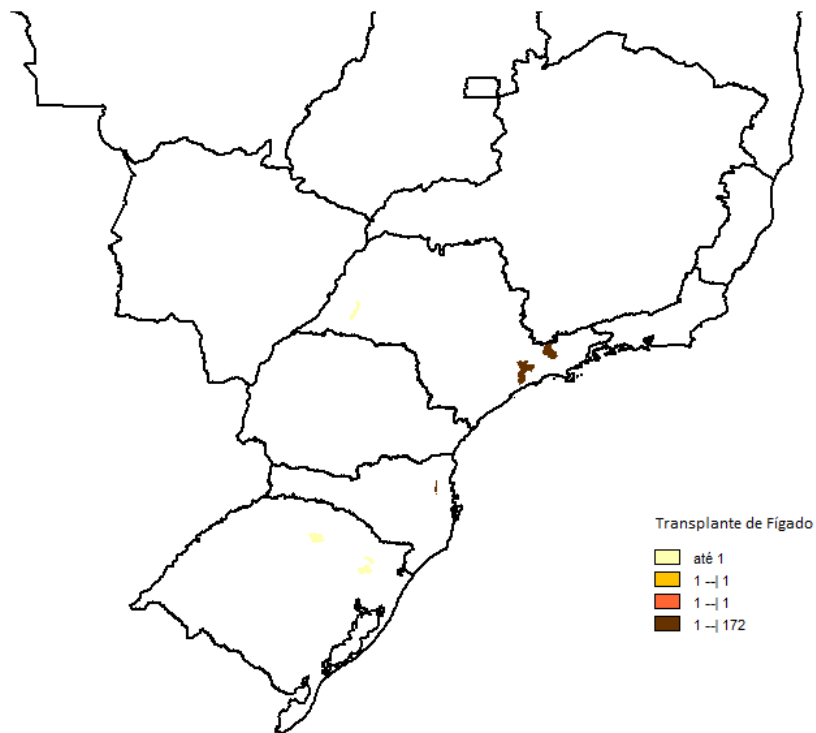 Transplante de Fígado
até 1
1 --| 1
1 --| 1
1 --| 172